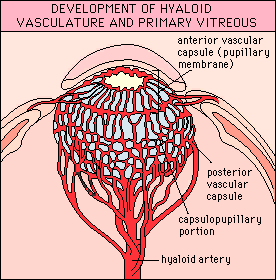 DEVELOPMENT OF HYALOID
VASCULATURE AND PRIMARY VITREOUS
anterior vascular
capsule (pupillary
membrane)
posterior
vascular
capsule
capsulopupillary
portion
hyaloid artery